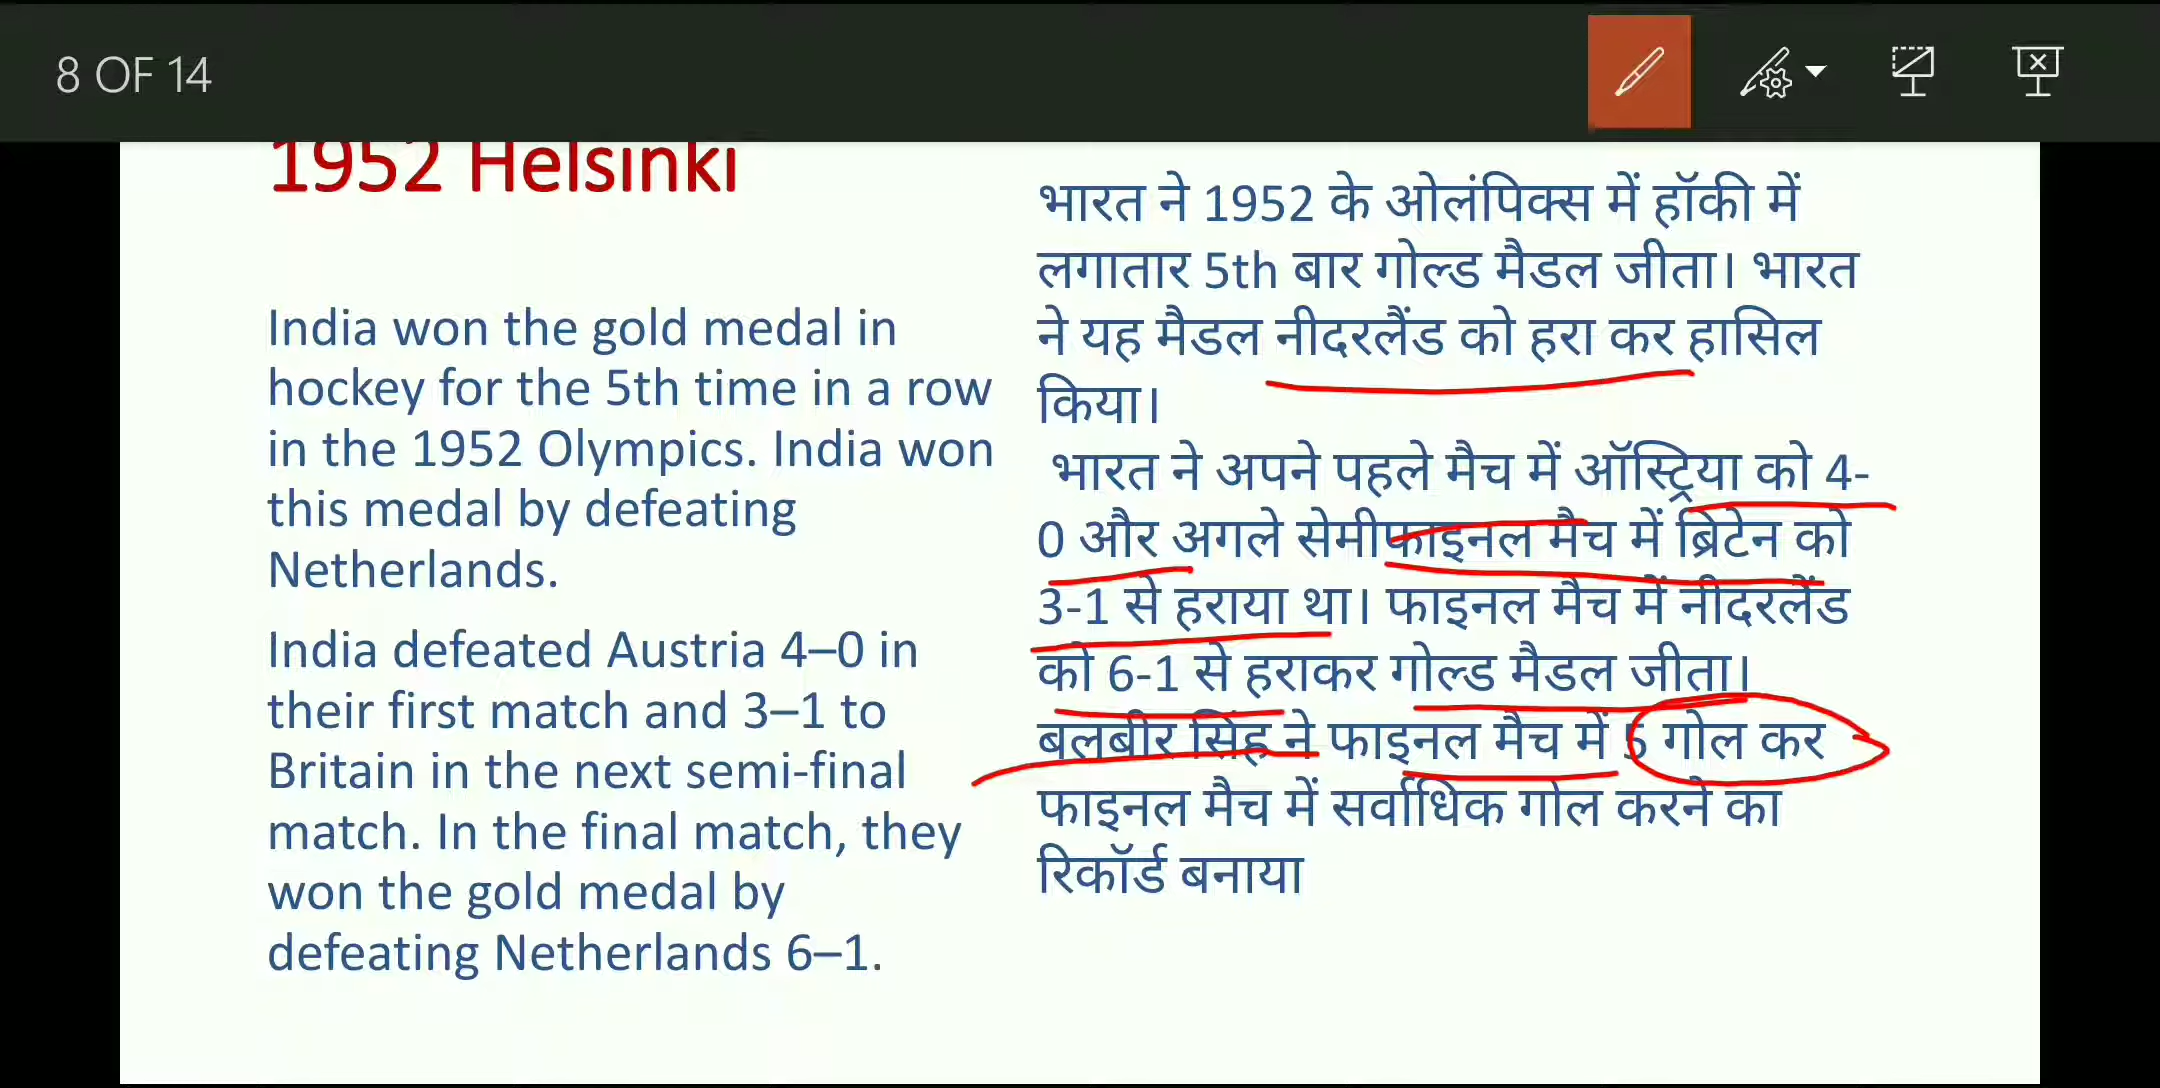 8 OF 14
1952 Helsinki
India won the gold medal in
hockey for the 5th time in a row
in the 1952 Olympics. India won
this medal by defeating
Netherlands.
India defeated Austria 4–0 in
their first match and 3–1 to
Britain in the next semi-final
match. In the final match, they
won the gold medal by
defeating Netherlands 6–1.
भारत ने 1952 के ओलंपिक्स में हॉकी में
लगातार 5th बार गोल्ड मैडल जीता। भारत
ने यह मैडल नीदरलैंड को हरा कर हासिल
किया।
भारत ने अपने पहले मैच में ऑस्ट्रिया को 4-
0 और अगले सेमीफाइनल मैच में ब्रिटेन को
3-1 से हराया था। फाइनल मैच में नीदरलैंड
को 6-1 से हराकर गोल्ड मैडल जीता।
बलबीर सिंह ने फाइनल मैच में 5 गोल कर
फाइनल मैच में सर्वाधिक गोल करने का
रिकॉर्ड बनाया